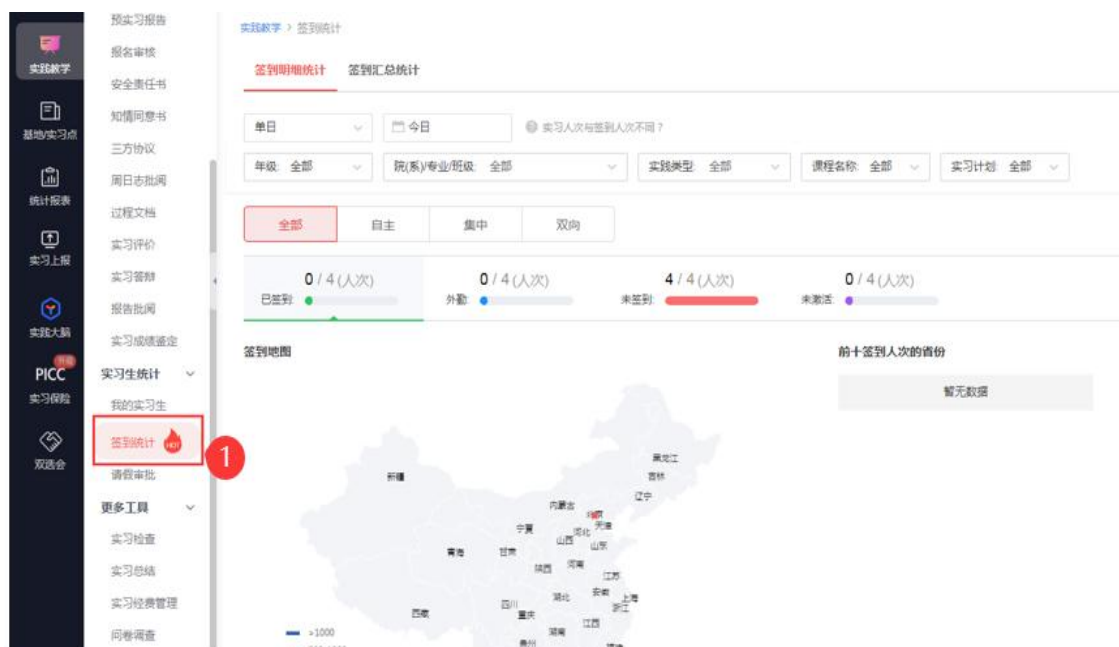 实践教学
基地/实习点
统计报表
实习上报
实践大脑
升级
PICC
实习保险
双选会
预实习报告
报名审核
安全责任书
知情同意书
三方协议
周日志批阅
过程文档
实习评价
实习答辩
报告批阅
实习成绩鉴定
实习生统计
我的实习生
签到统计 HOT
1
请假审批
更多工具
实习检查
实习总结
实习经费管理
问卷调查
实践教学 > 签到统计
签到明细统计 签到汇总统计
单日 今日 实习人次与签到人次不同？
年级: 全部 院(系)/专业/班级: 全部 实践类型: 全部 课程名称: 全部 实习计划: 全部
全部 自主 集中 双向
0 / 4 (人次) 0 / 4 (人次) 4 / 4 (人次) 0 / 4 (人次)
已签到: 外勤: 未签到: 未激活:
签到地图 前十签到人次的省份
暂无数据
黑龙江
新疆 吉林
辽宁
内蒙古 北京
宁夏 河北 天津
青海 甘肃 山西 山东
陕西 河南 江苏
西藏 四川 湖北 安徽 上海
重庆 浙江
湖南 江西
>1000 贵州 福建